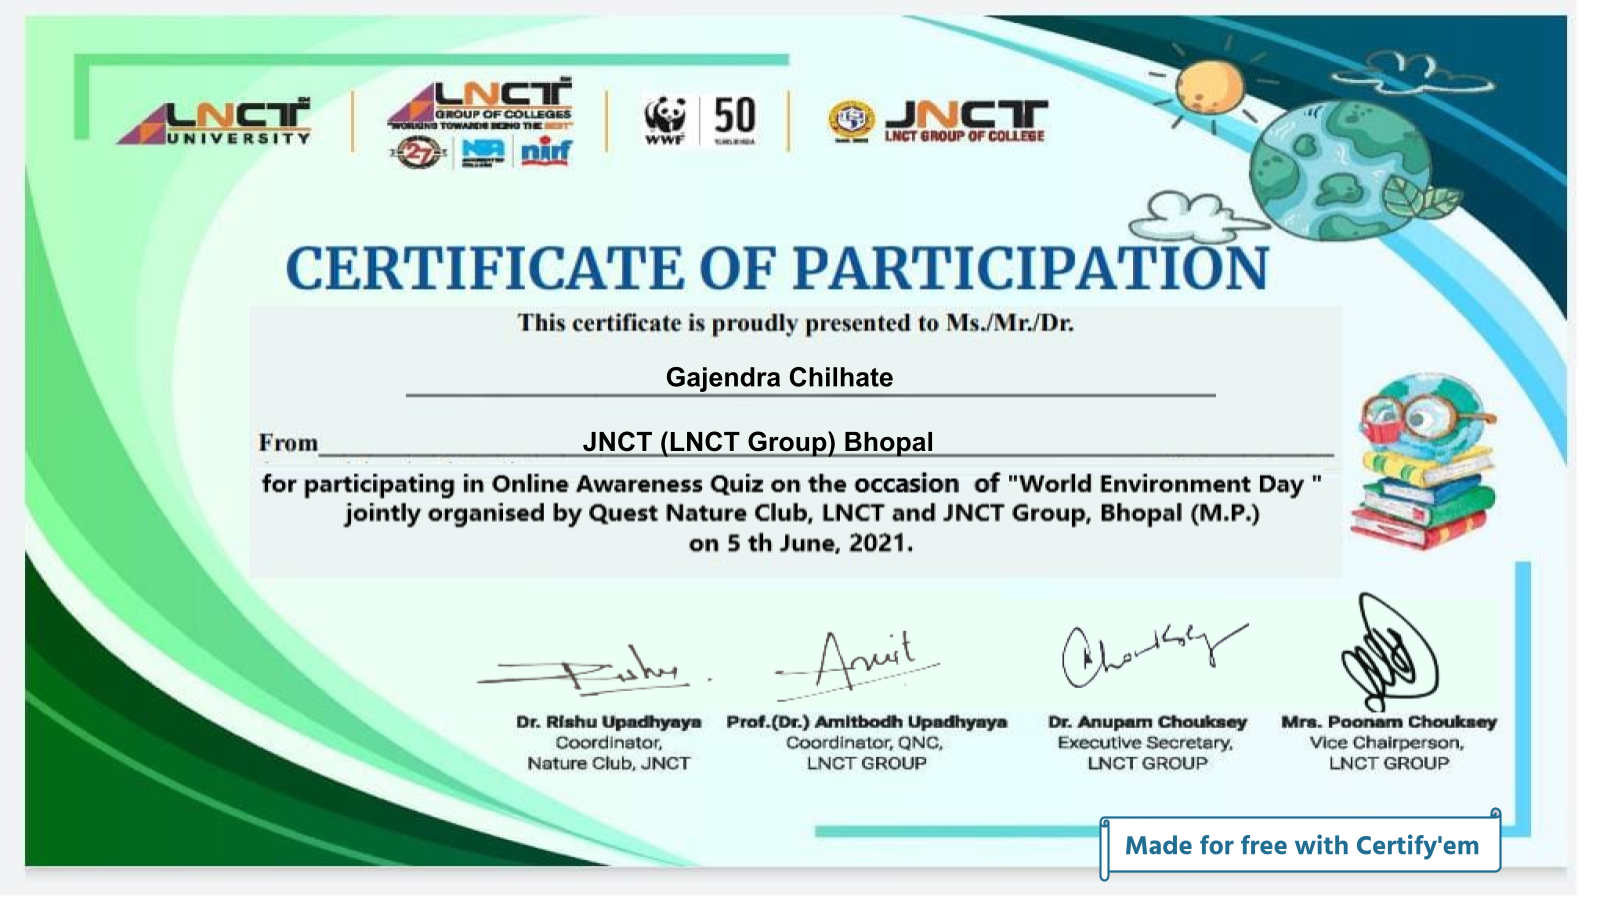 LNCT
UNIVERSITY
LNCT
GROUP OF COLLEGES
"WORKING TOWARDS BEING THE BEST"
27
nirf
WWF
50
JNCT
LNCT GROUP OF COLLEGE
CERTIFICATE OF PARTICIPATION
This certificate is proudly presented to Ms./Mr./Dr.
Gajendra Chilhate
From JNCT (LNCT Group) Bhopal
for participating in Online Awareness Quiz on the occasion of "World Environment Day "
jointly organised by Quest Nature Club, LNCT and JNCT Group, Bhopal (M.P.)
on 5 th June, 2021.
Rishu
Amit
Chouksey
Dr. Rishu Upadhyaya Prof.(Dr.) Amitbodh Upadhyaya Dr. Anupam Chouksey Mrs. Poonam Chouksey
Coordinator, Coordinator, QNC, Executive Secretary, Vice Chairperson,
Nature Club, JNCT LNCT GROUP LNCT GROUP LNCT GROUP
Made for free with Certify'em